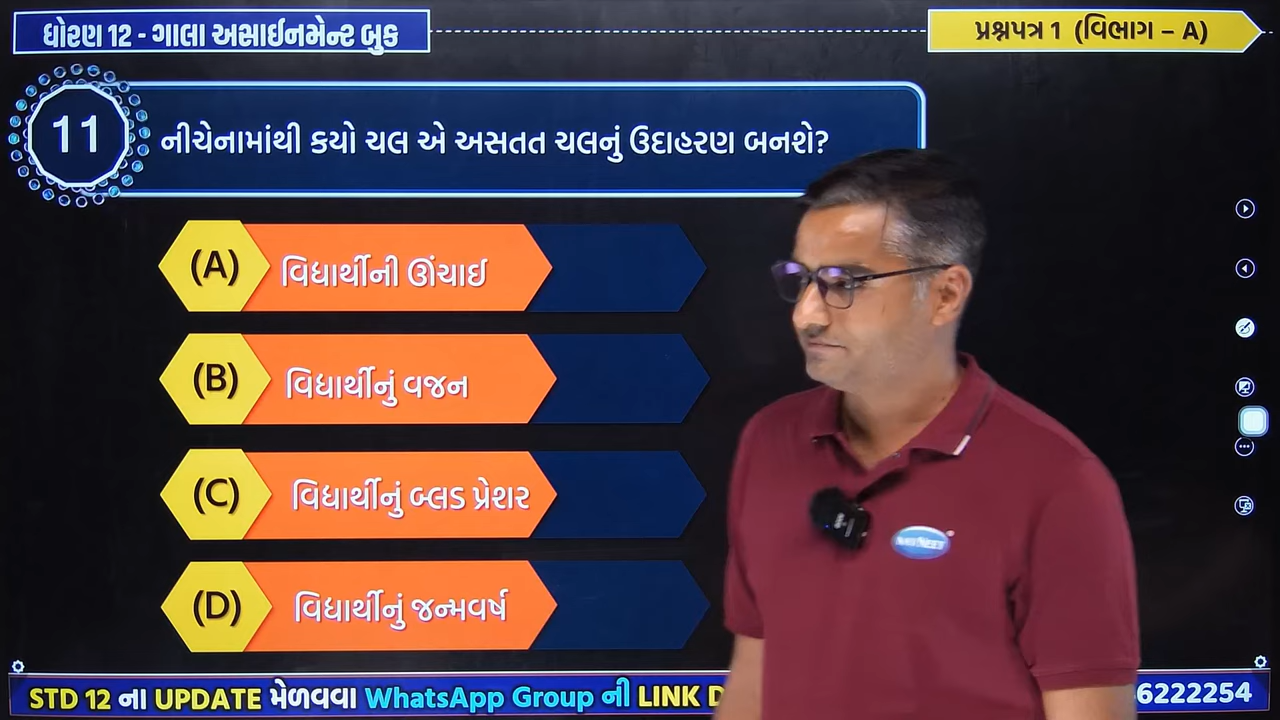 ધોરણ 12 - ગાલા અસાઈનમેન્ટ બુક
પ્રશ્નપત્ર 1 (વિભાગ – A)
11
નીચેનામાંથી કયો ચલ એ અસતત ચલનું ઉદાહરણ બનશે?
(A) વિદ્યાર્થીની ઊંચાઈ
(B) વિદ્યાર્થીનું વજન
(C) વિદ્યાર્થીનું બ્લડ પ્રેશર
(D) વિદ્યાર્થીનું જન્મવર્ષ
NAVNEET
STD 12 ના UPDATE મેળવવા WhatsApp Group ની LINK D
6222254